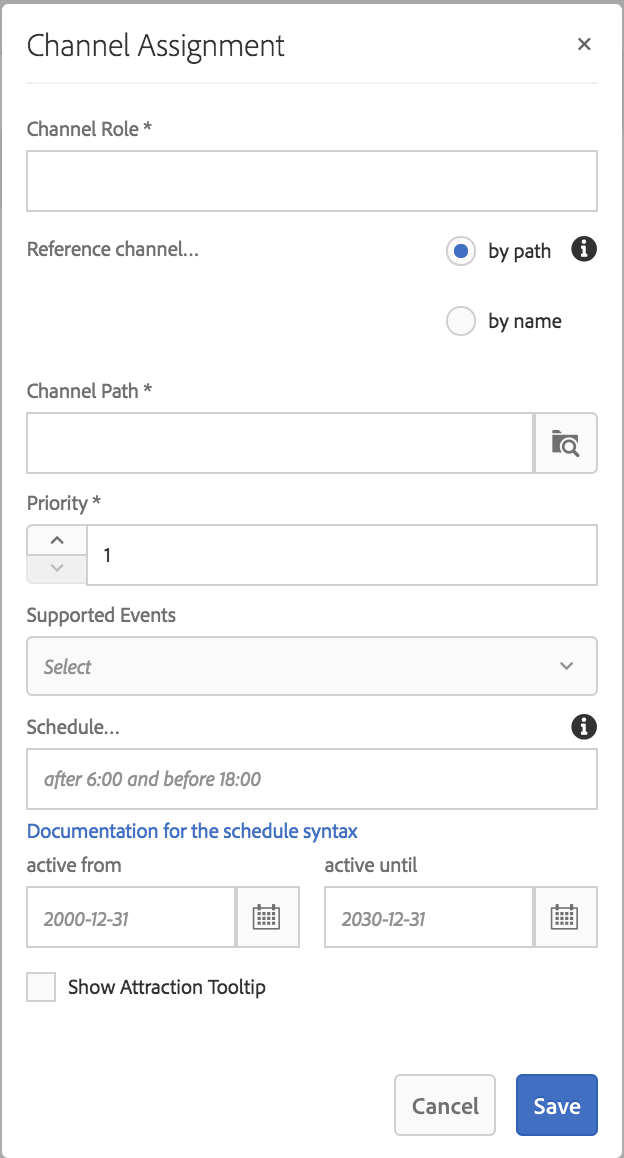 Channel Assignment
Channel Role *
Reference channel...
by path
by name
Channel Path *
Priority *
1
Supported Events
Select
Schedule...
after 6:00 and before 18:00
Documentation for the schedule syntax
active from
active until
2000-12-31
2030-12-31
Show Attraction Tooltip
Cancel
Save